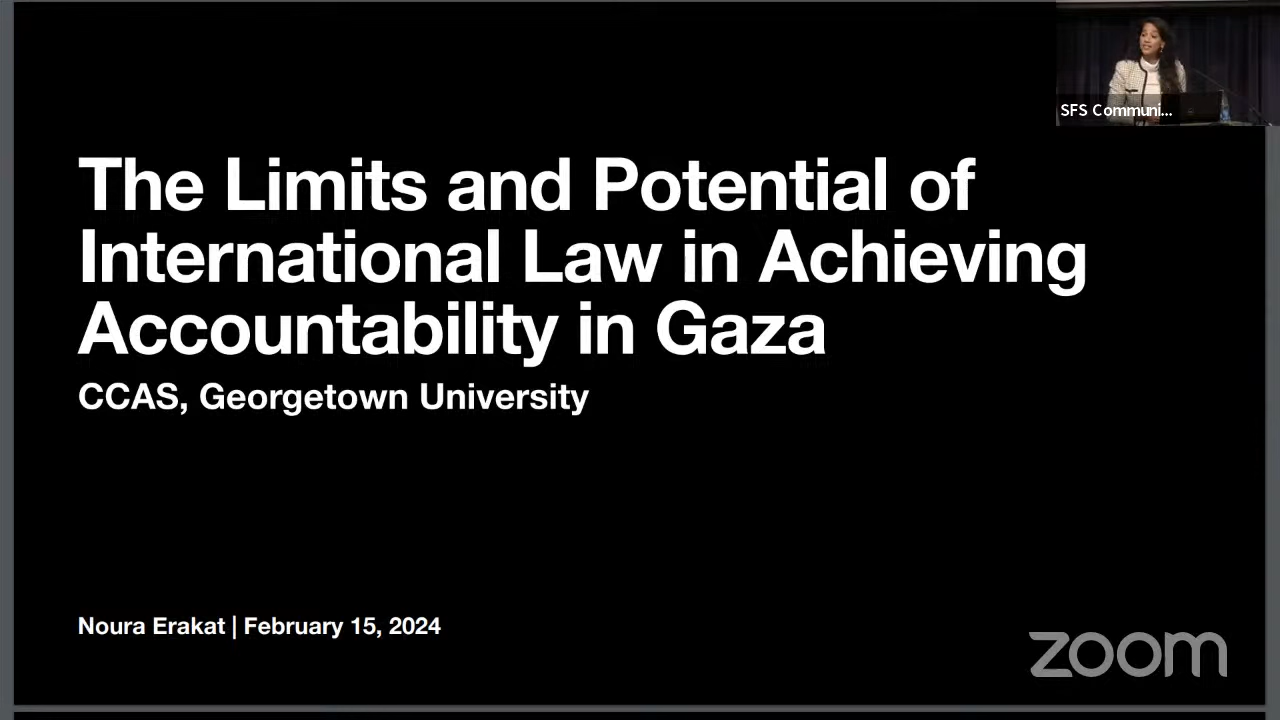 SFS Communi...
The Limits and Potential of
International Law in Achieving
Accountability in Gaza
CCAS, Georgetown University
Noura Erakat | February 15, 2024
zoom